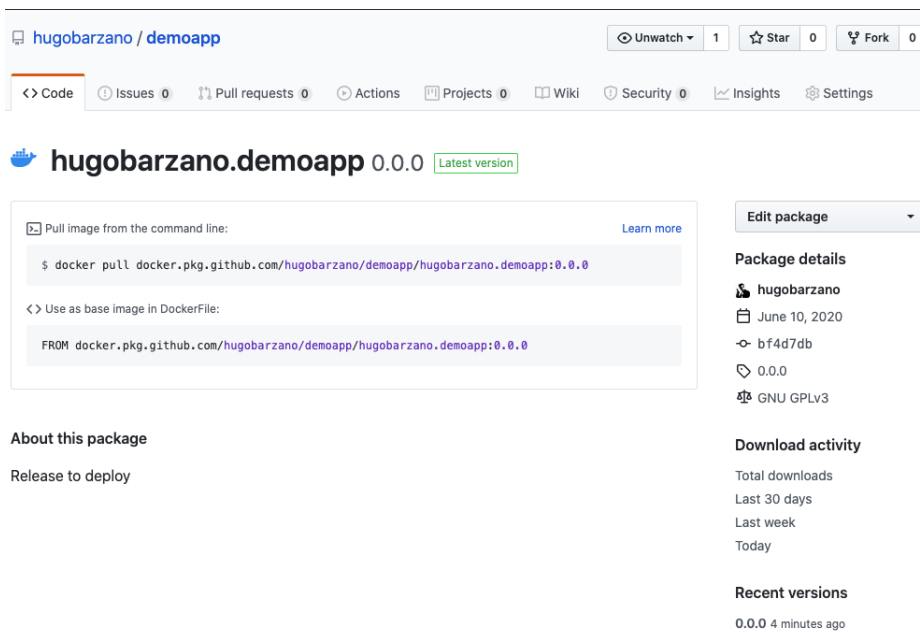 hugobarzano / demoapp
Unwatch 1 Star 0 Fork 0
Code Issues 0 Pull requests 0 Actions Projects 0 Wiki Security 0 Insights Settings
hugobarzano.demoapp 0.0.0 Latest version
Pull image from the command line: Learn more
$ docker pull docker.pkg.github.com/hugobarzano/demoapp/hugobarzano.demoapp:0.0.0
<> Use as base image in DockerFile:
FROM docker.pkg.github.com/hugobarzano/demoapp/hugobarzano.demoapp:0.0.0
About this package
Release to deploy
Edit package
Package details
hugobarzano
June 10, 2020
bf4d7db
0.0.0
GNU GPLv3
Download activity
Total downloads
Last 30 days
Last week
Today
Recent versions
0.0.0 4 minutes ago